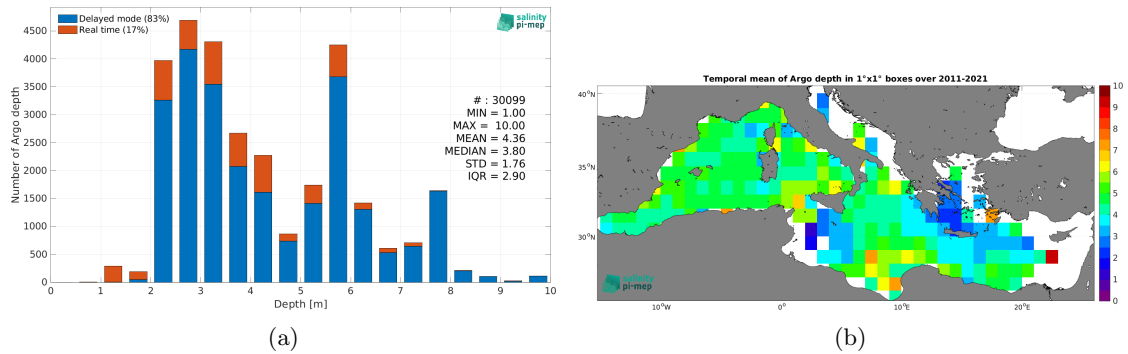 Delayed mode (83%)
Real time (17%)
salinity
pi-mep
Number of Argo depth
4500
4000
3500
3000
2500
2000
1500
1000
500
0
# : 30099
MIN = 1.00
MAX = 10.00
MEAN = 4.36
MEDIAN = 3.80
STD = 1.76
IQR = 2.90
0 1 2 3 4 5 6 7 8 9 10
Depth [m]
(a)
Temporal mean of Argo depth in 1°x1° boxes over 2011-2021
40°N
35°N
30°N
10°W 0° 10°E 20°E
salinity
pi-mep
10
9
8
7
6
5
4
3
2
1
0
(b)